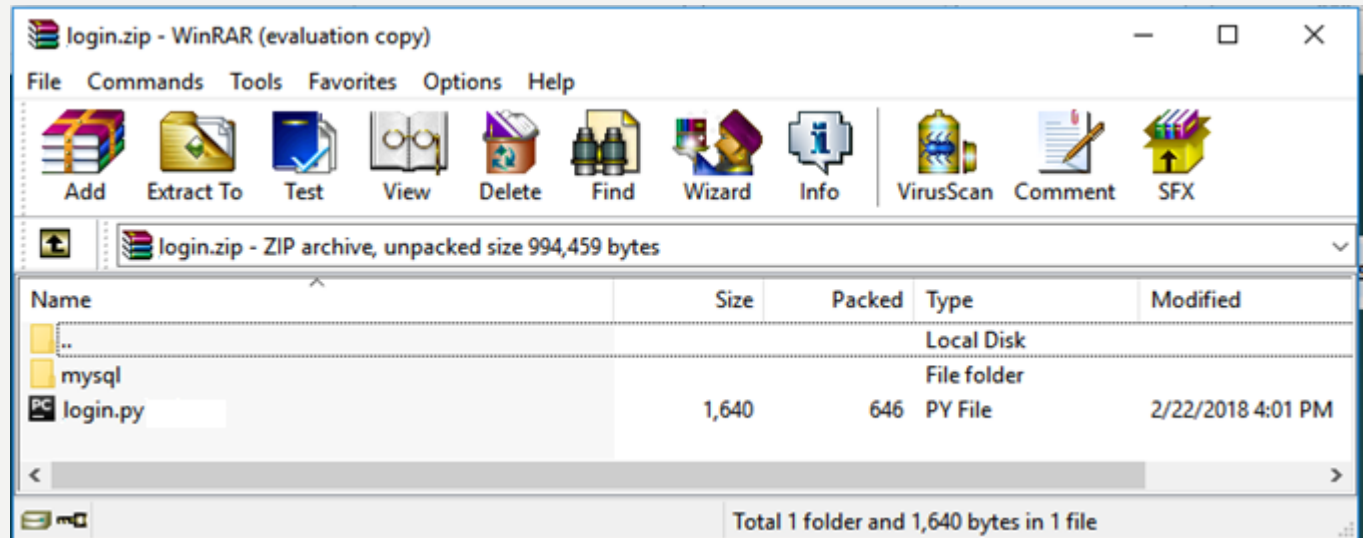 login.zip - WinRAR (evaluation copy)
File Commands Tools Favorites Options Help
Add Extract To Test View Delete Find Wizard Info VirusScan Comment SFX
login.zip - ZIP archive, unpacked size 994,459 bytes
Name Size Packed Type Modified
.. Local Disk
mysql File folder
login.py 1,640 646 PY File 2/22/2018 4:01 PM
Total 1 folder and 1,640 bytes in 1 file